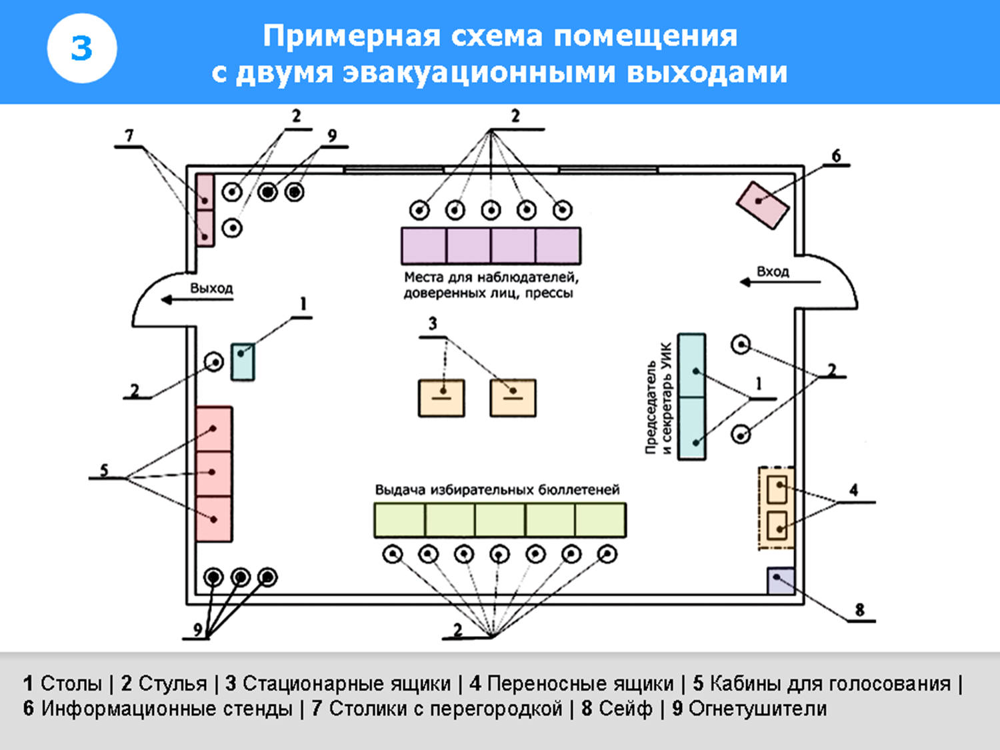 3
Примерная схема помещения
с двумя эвакуационными выходами
2
2
7
9
6
Места для наблюдателей,
доверенных лиц, прессы
Вход
Выход
1
3
2
Председатель
и секретарь УИК
1
2
5
Выдача избирательных бюллетеней
4
8
9
2
1 Столы | 2 Стулья | 3 Стационарные ящики | 4 Переносные ящики | 5 Кабины для голосования |
6 Информационные стенды | 7 Столики с перегородкой | 8 Сейф | 9 Огнетушители